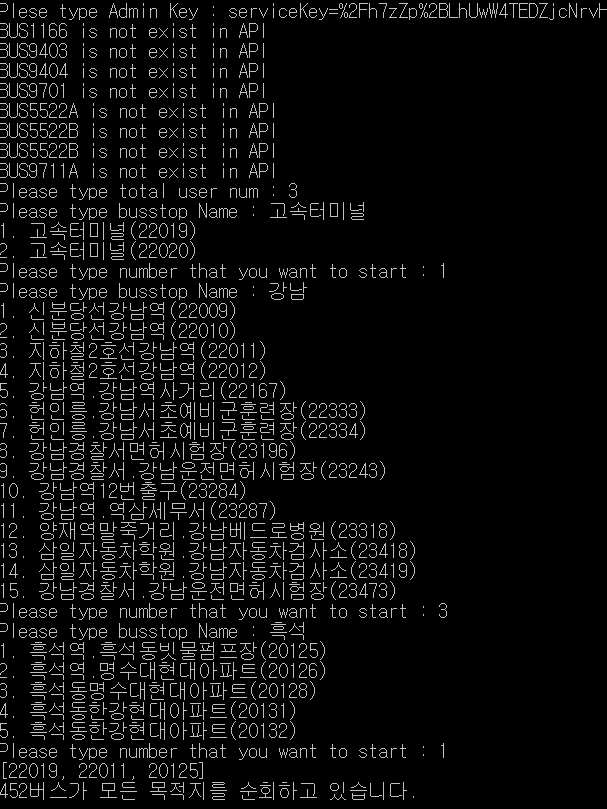 Plese type Admin Key : serviceKey=%2Fh7zZp%2BLhUwW4TEDZjcNrvH
BUS1166 is not exist in API
BUS9403 is not exist in API
BUS9404 is not exist in API
BUS9701 is not exist in API
BUS5522A is not exist in API
BUS5522B is not exist in API
BUS5522B is not exist in API
BUS9711A is not exist in API
Please type total user num : 3
Please type busstop Name : 고속터미널
1. 고속터미널(22019)
2. 고속터미널(22020)
Please type number that you want to start : 1
Please type busstop Name : 강남
1. 신분당선강남역(22009)
2. 신분당선강남역(22010)
3. 지하철2호선강남역(22011)
4. 지하철2호선강남역(22012)
5. 강남역.강남역사거리(22167)
6. 헌인릉.강남서초예비군훈련장(22333)
7. 헌인릉.강남서초예비군훈련장(22334)
8. 강남경찰서면허시험장(23196)
9. 강남경찰서.강남운전면허시험장(23243)
10. 강남역12번출구(23284)
11. 강남역.역삼세무서(23287)
12. 양재역말죽거리.강남베드로병원(23318)
13. 삼일자동차학원.강남자동차검사소(23418)
14. 삼일자동차학원.강남자동차검사소(23419)
15. 강남경찰서.강남운전면허시험장(23473)
Please type number that you want to start : 3
Please type busstop Name : 흑석
1. 흑석역.흑석동빗물펌프장(20125)
2. 흑석역.명수대현대아파트(20126)
3. 흑석동명수대현대아파트(20128)
4. 흑석동한강현대아파트(20131)
5. 흑석동한강현대아파트(20132)
Please type number that you want to start : 1
[22019, 22011, 20125]
452버스가 모든 목적지를 순회하고 있습니다.